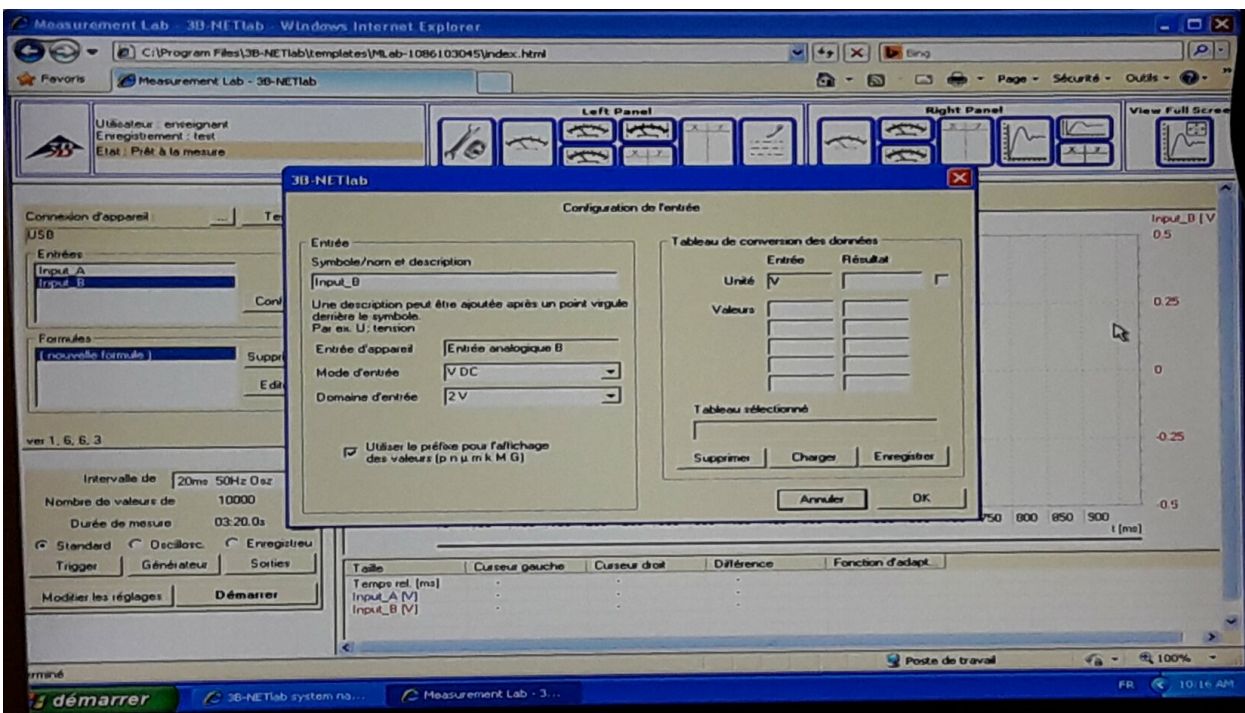 Measurement Lab - 3B-NETlab - Windows Internet Explorer
C:\Program Files\3B-NETlab\templates\MLab-1086103045\index.html
Bing
Favoris
Measurement Lab - 3B-NETlab
Page
Sécurité
Outils
Utilisateur : enseignant
Enregistrement : test
Etat : Prêt à la mesure
3B
Left Panel
Right Panel
View Full Scree
3B-NETlab
Configuration de l'entrée
Connexion d'appareil
...
Te
USB
Entrées
Input_A
Input_B
Conf
Formules
( nouvelle formule )
Suppri
Edit
ver 1, 6, 6, 3
Entrée
Symbole/nom et description
Input_B
Une description peut être ajoutée après un point virgule
derrière le symbole.
Par ex. U; tension
Entrée d'appareil
Entrée analogique B
Mode d'entrée
V DC
Domaine d'entrée
2 V
Utiliser le préfixe pour l'affichage
des valeurs (p n µ m k M G)
Tableau de conversion des données
Entrée Résultat
Unité V
Valeurs
Tableau sélectionné
Supprimer
Charger
Enregistrer
Annuler
OK
Input_B [V
0.5
0.25
0
-0.25
-0.5
750 800 850 900
t [ms]
Intervalle de 20ms 50Hz Osz
Nombre de valeurs de 10000
Durée de mesure 03:20.0s
Standard Oscillosc. Enregistreu
Trigger Générateur Sorties
Modifier les réglages Démarrer
Taille Curseur gauche Curseur droit Différence Fonction d'adapt.
Temps rel. [ms] - - -
Input_A [V] - - -
Input_B [V] - - -
erminé
Poste de travail
100%
démarrer
3B-NETlab system na...
Measurement Lab - 3...
FR
10:16 AM